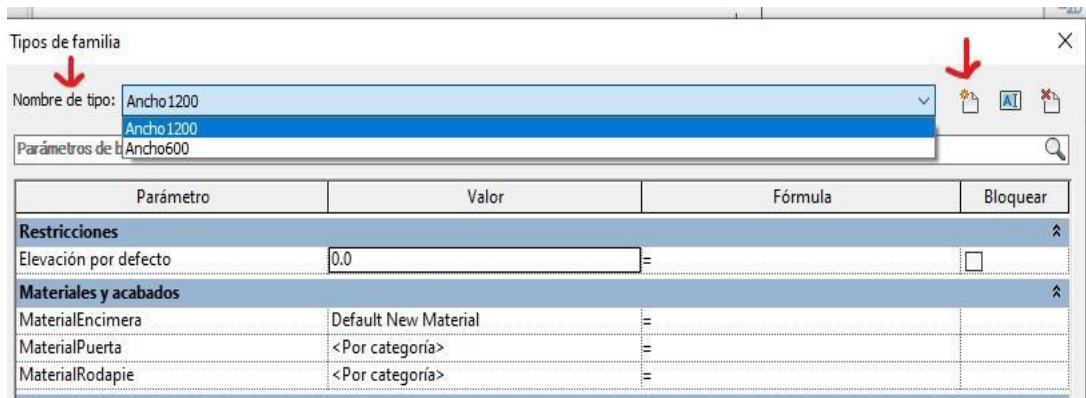 Tipos de familia
Nombre de tipo: Ancho1200
Ancho1200
Ancho600
Parámetros de b
Parámetro Valor Fórmula Bloquear
Restricciones
Elevación por defecto 0.0 =
Materiales y acabados
MaterialEncimera Default New Material =
MaterialPuerta <Por categoría> =
MaterialRodapie <Por categoría> =